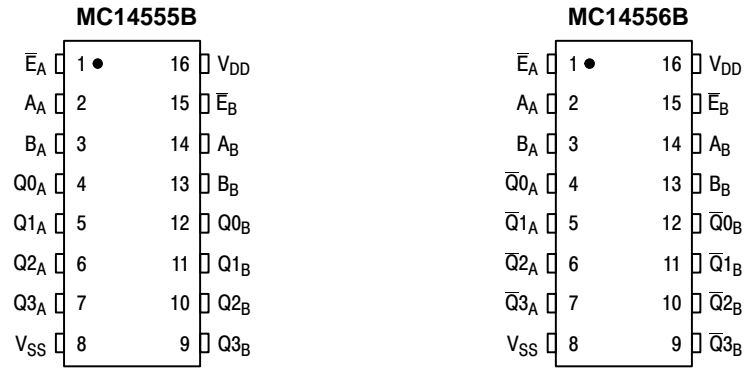 MC14555B MC14556B
E̅A 1 16 VDD E̅A 1 16 VDD
AA 2 15 E̅B AA 2 15 E̅B
BA 3 14 AB BA 3 14 AB
Q0A 4 13 BB Q̅0A 4 13 BB
Q1A 5 12 Q0B Q̅1A 5 12 Q̅0B
Q2A 6 11 Q1B Q̅2A 6 11 Q̅1B
Q3A 7 10 Q2B Q̅3A 7 10 Q̅2B
VSS 8 9 Q3B VSS 8 9 Q̅3B